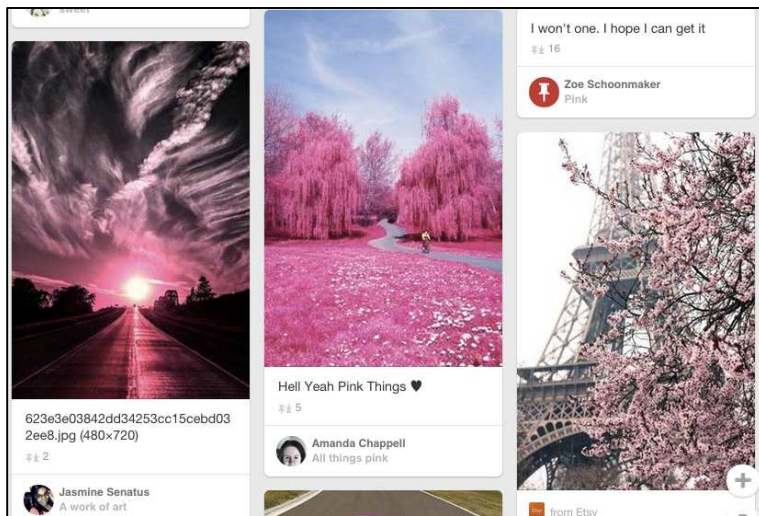 sweet
623e3e03842dd34253cc15cebd03
2ee8.jpg (480×720)
2
Jasmine Senatus
A work of art
Hell Yeah Pink Things ♥
5
Amanda Chappell
All things pink
I won't one. I hope I can get it
16
Zoe Schoonmaker
Pink
from Etsy